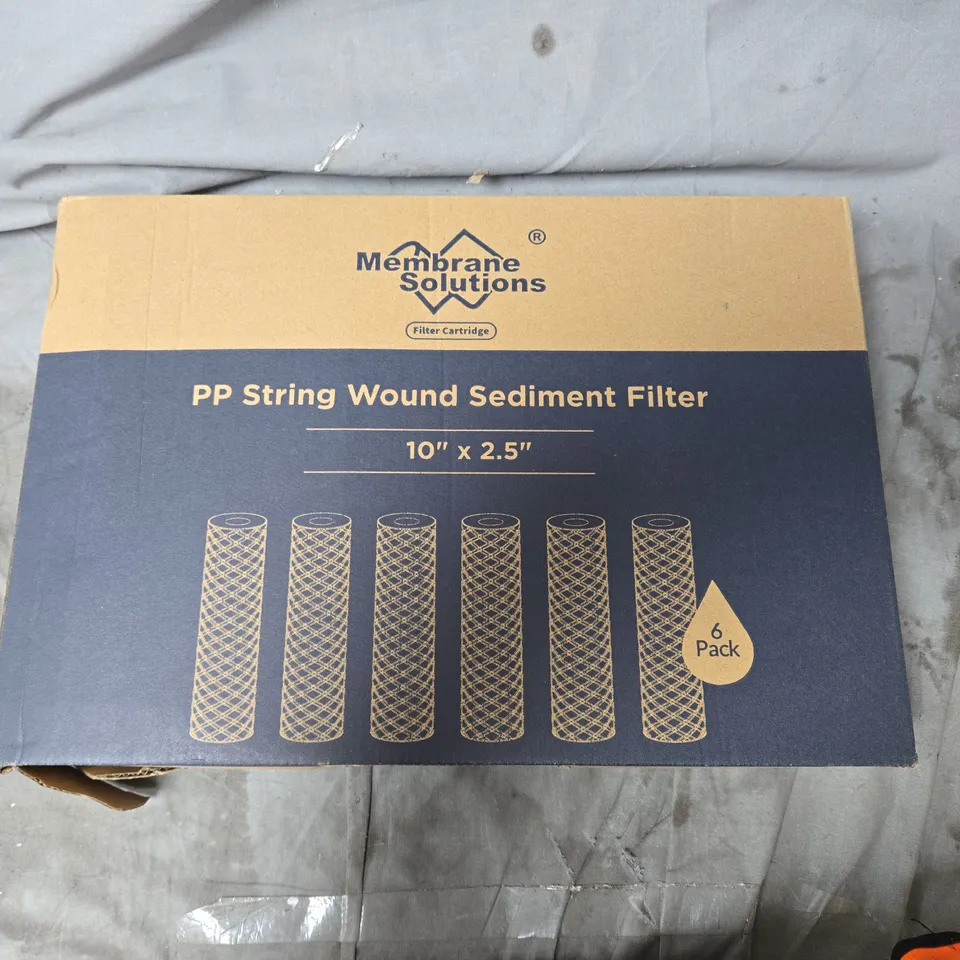 Membrane ®
Solutions
Filter Cartridge
PP String Wound Sediment Filter
10" x 2.5"
6
Pack